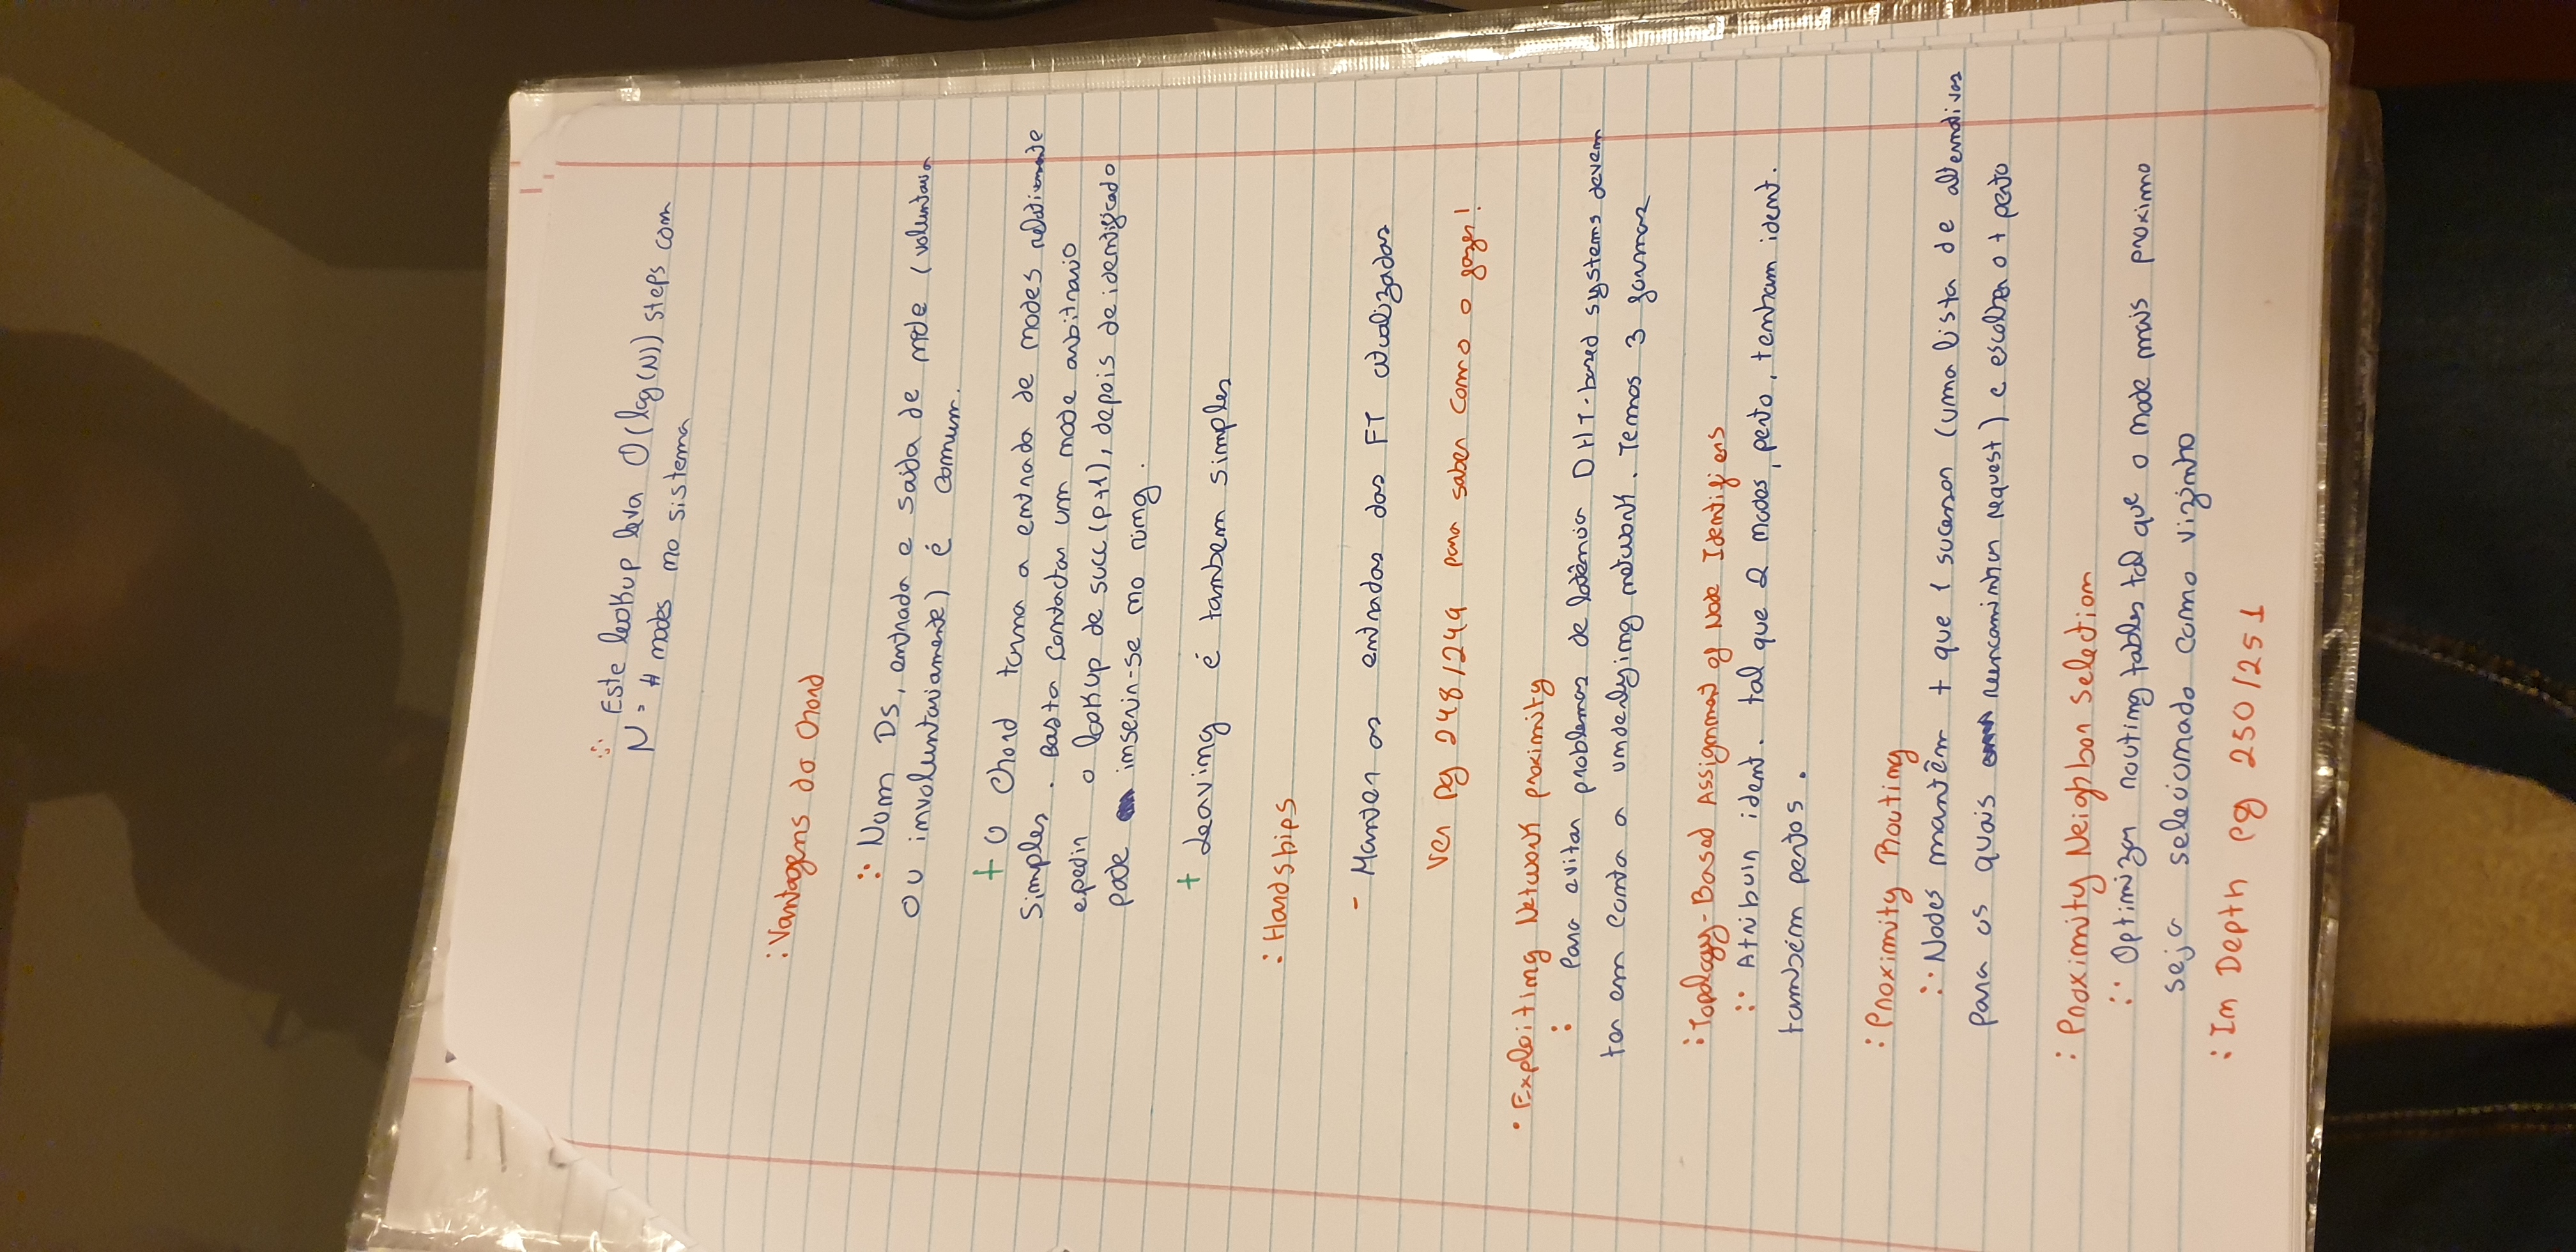 ∴ Este lookup leva O(log(N)) steps com
N = # nodes no sistema
: Vantagens do Chord
∵ Num DS, entrada e saida de node (voluntaria
ou involuntariamente) é comum.
+ O Chord torna a entrada de nodes relativamente
simples. Basta contactar um node arbitrario
e pedir o lookup de succ(p+1), depois de identificado
pode inserir-se no ring.
+ Leaving é tambem simples
: Hardships
- Manter as entradas das FT atualizadas
Ver pg 248/249 para saber como o fazer!
• Exploiting Network proximity
: Para evitar problemas de latência DHT-based systems devem
ter em conta a underlying network. Temos 3 formas
: Topology-Based Assignment of Node Identifiers
∵ Atribuir ident. tal que 2 nodes, perto, tenham ident.
também pertos.
: Proximity Routing
∵ Nodes mantêm + que 1 sucessor (uma lista de alternativas
para os quais reencaminhar request) e escolher o + perto
: Proximity Neighbor Selection
∵ Optimizar routing tables tal que o node mais proximo
seja selecionado como vizinho
: In Depth pg 250/251